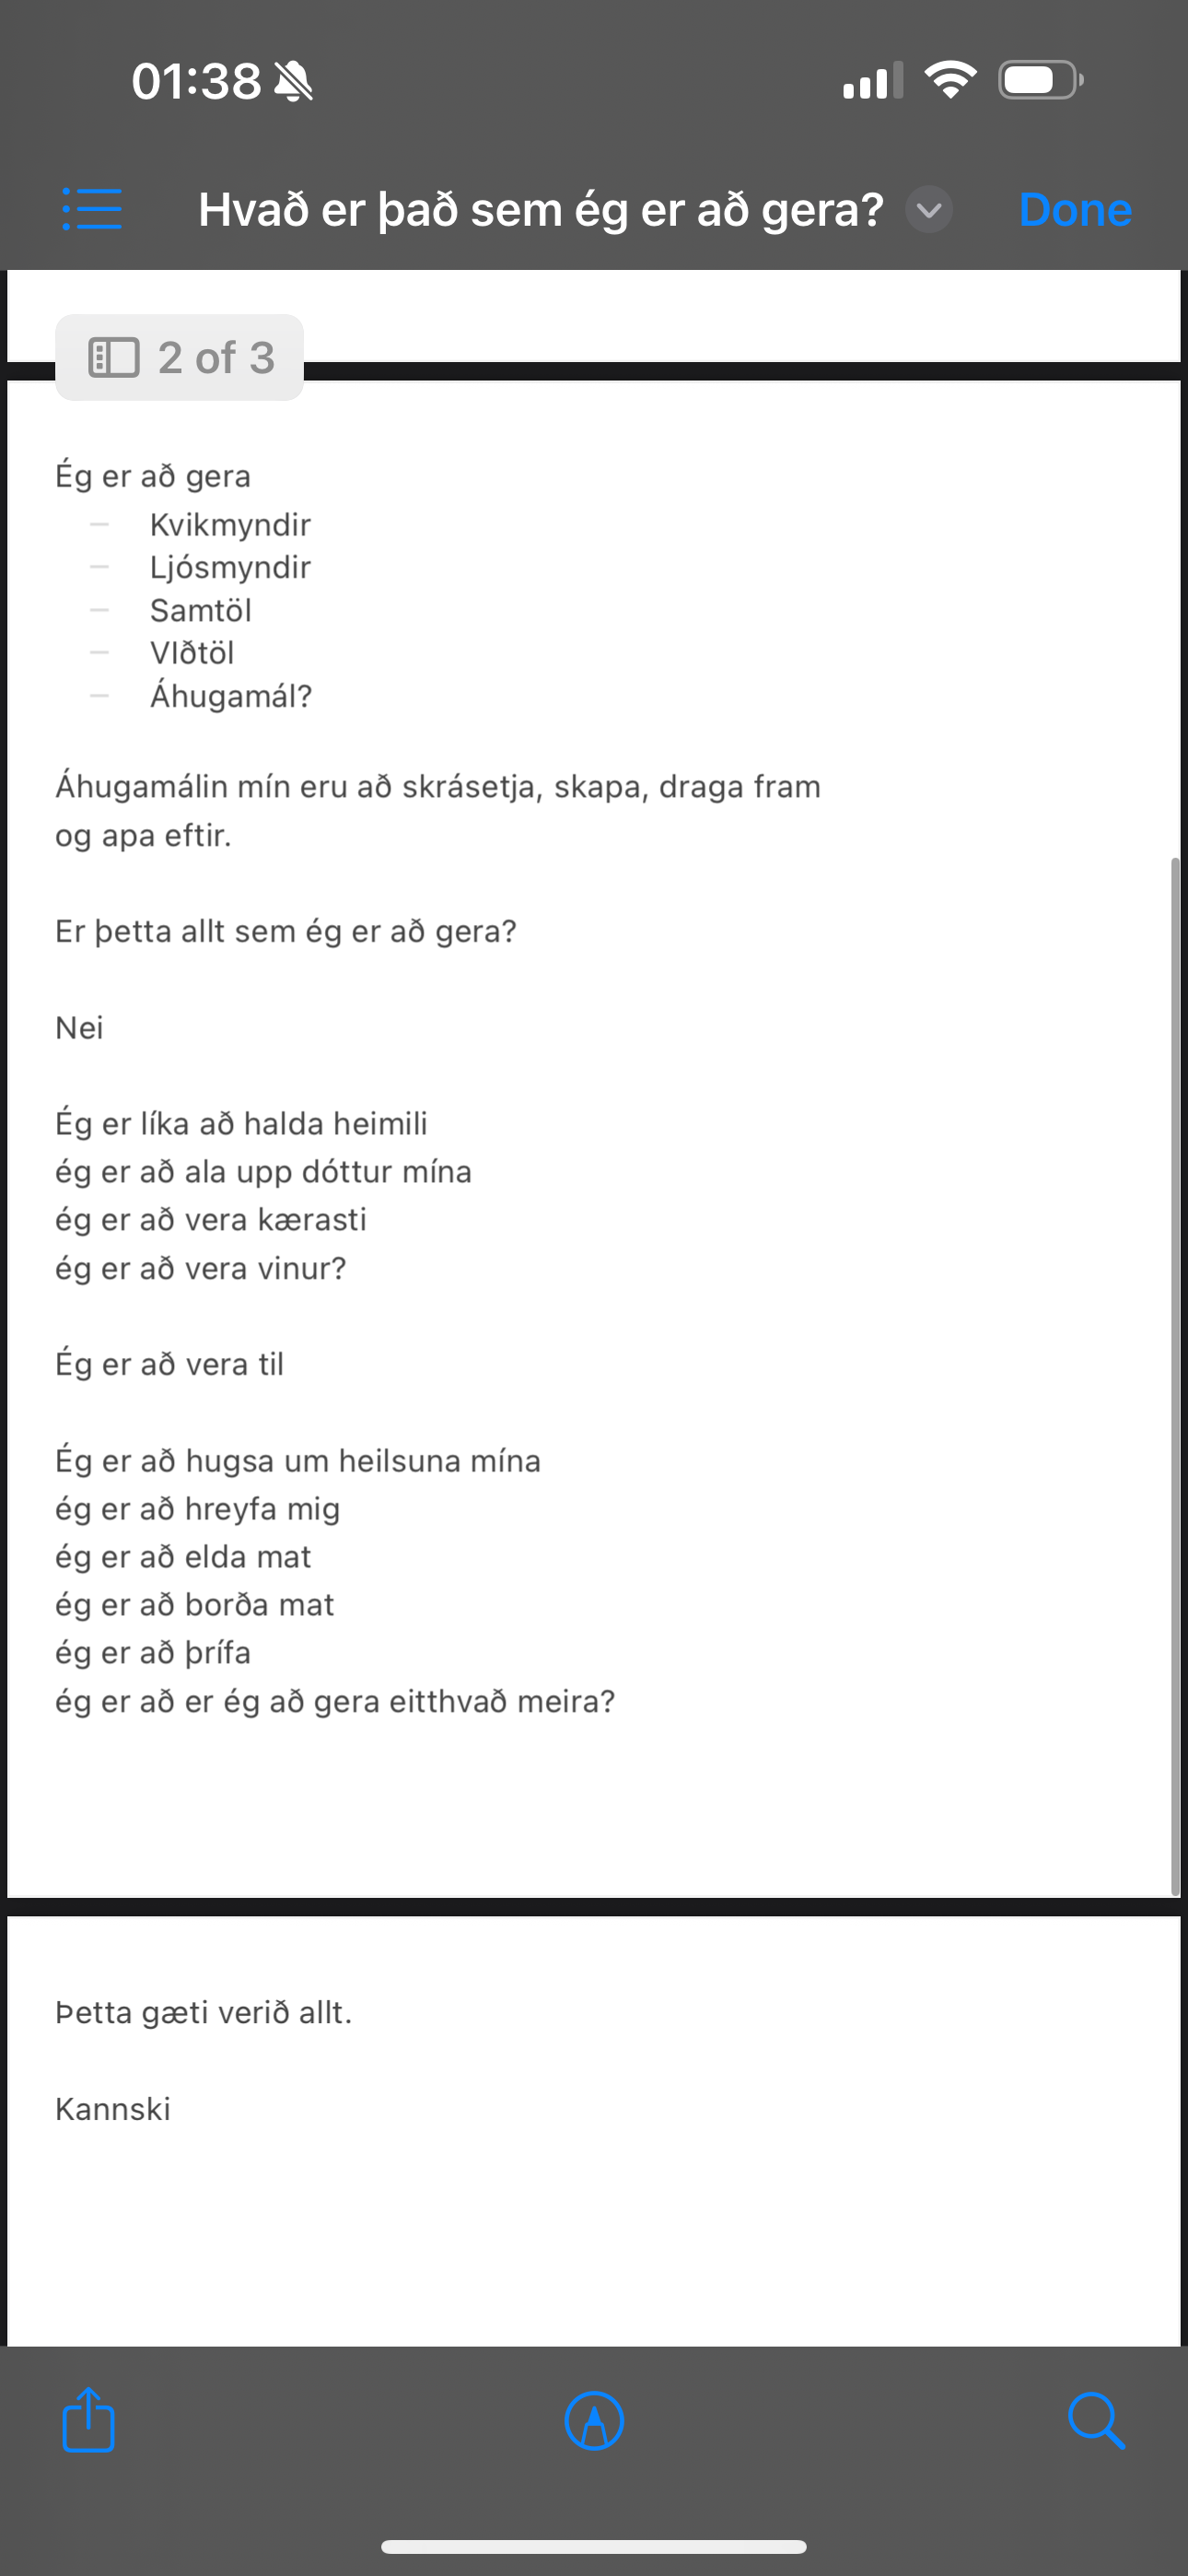 01:38
Hvað er það sem ég er að gera?
Done
2 of 3
Ég er að gera
– Kvikmyndir
– Ljósmyndir
– Samtöl
– VIðtöl
– Áhugamál?
Áhugamálin mín eru að skrásetja, skapa, draga fram
og apa eftir.
Er þetta allt sem ég er að gera?
Nei
Ég er líka að halda heimili
ég er að ala upp dóttur mína
ég er að vera kærasti
ég er að vera vinur?
Ég er að vera til
Ég er að hugsa um heilsuna mína
ég er að hreyfa mig
ég er að elda mat
ég er að borða mat
ég er að þrífa
ég er að er ég að gera eitthvað meira?
Þetta gæti verið allt.
Kannski